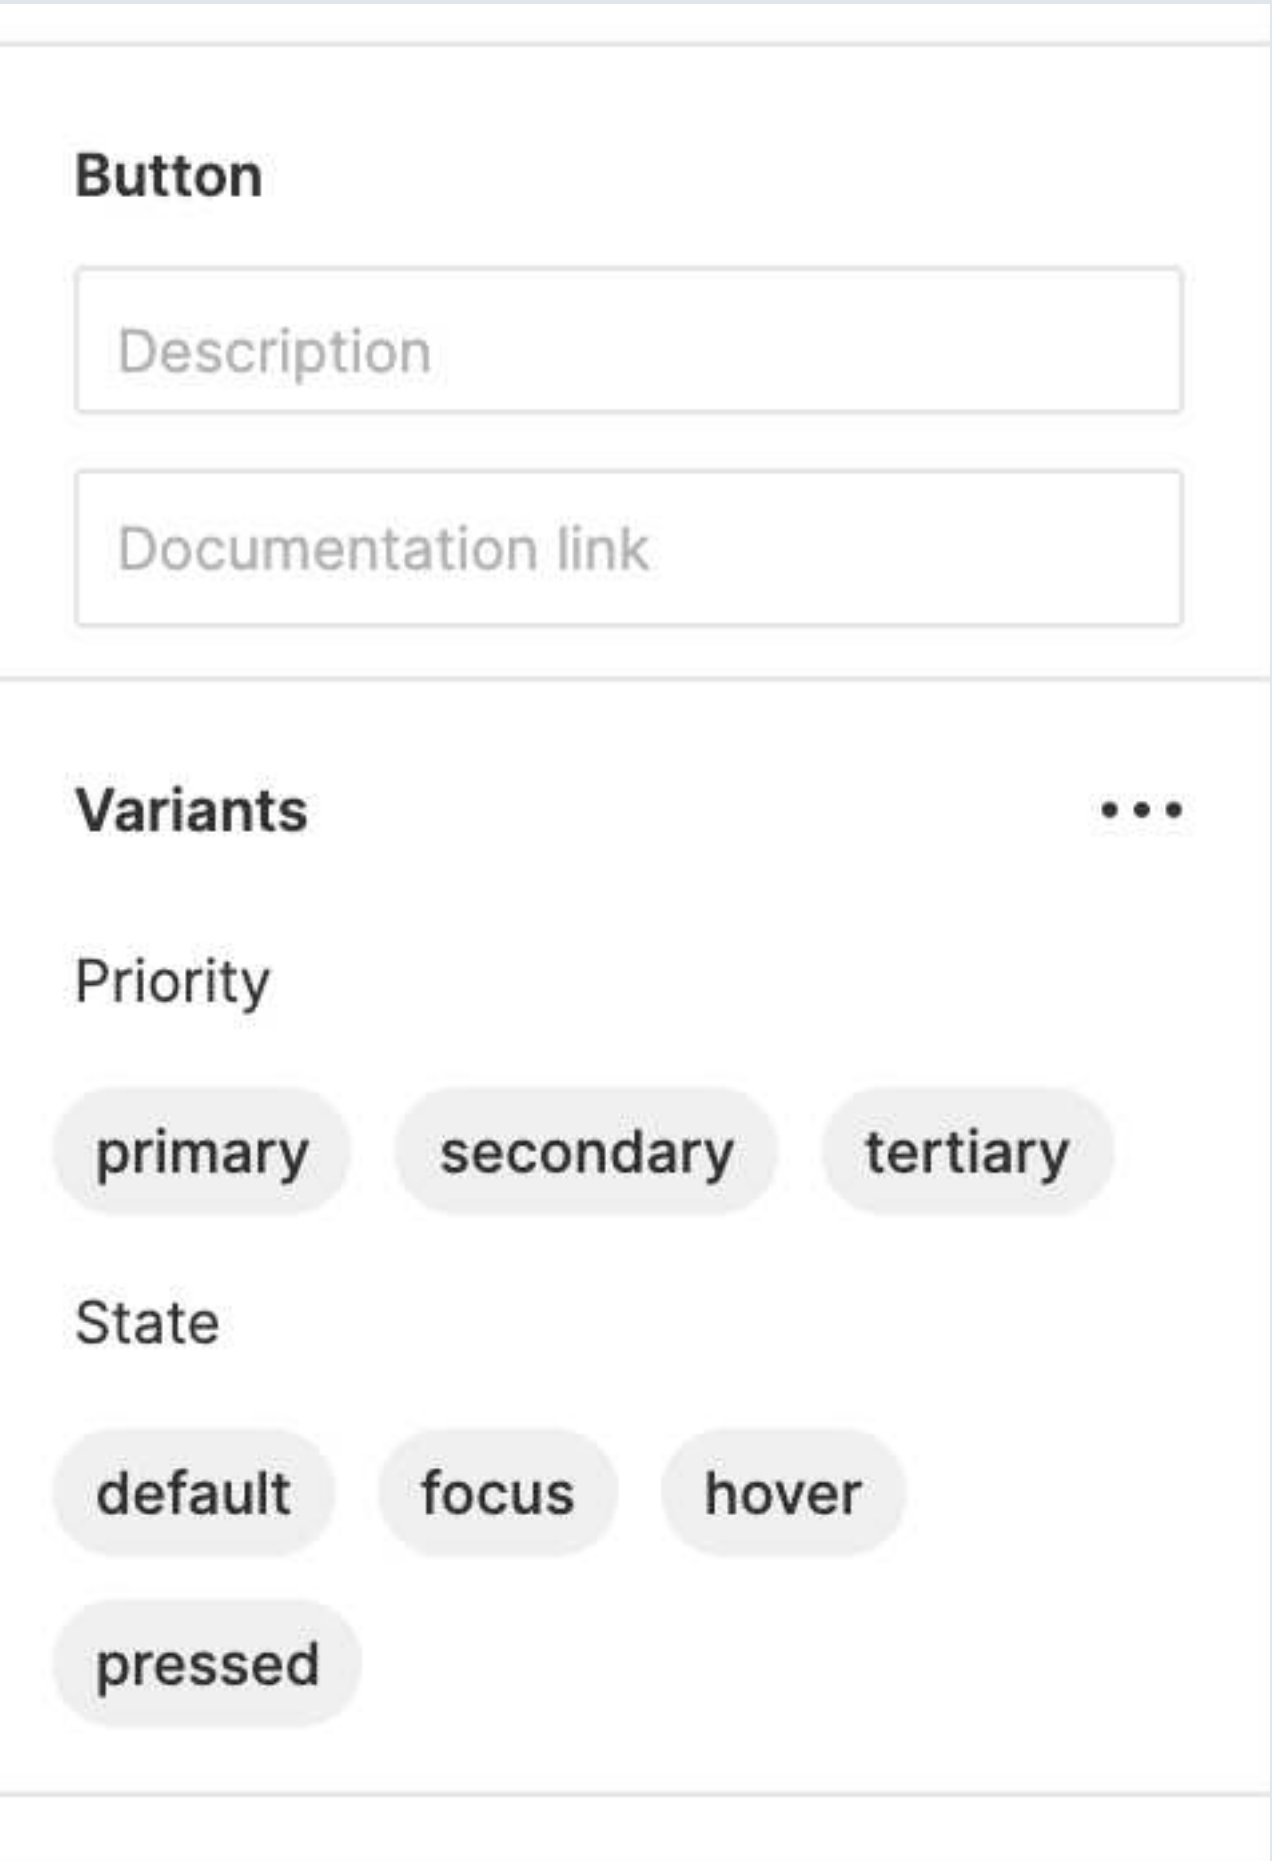 Button
Description
Documentation link
Variants
Priority
primary secondary tertiary
State
default focus hover
pressed